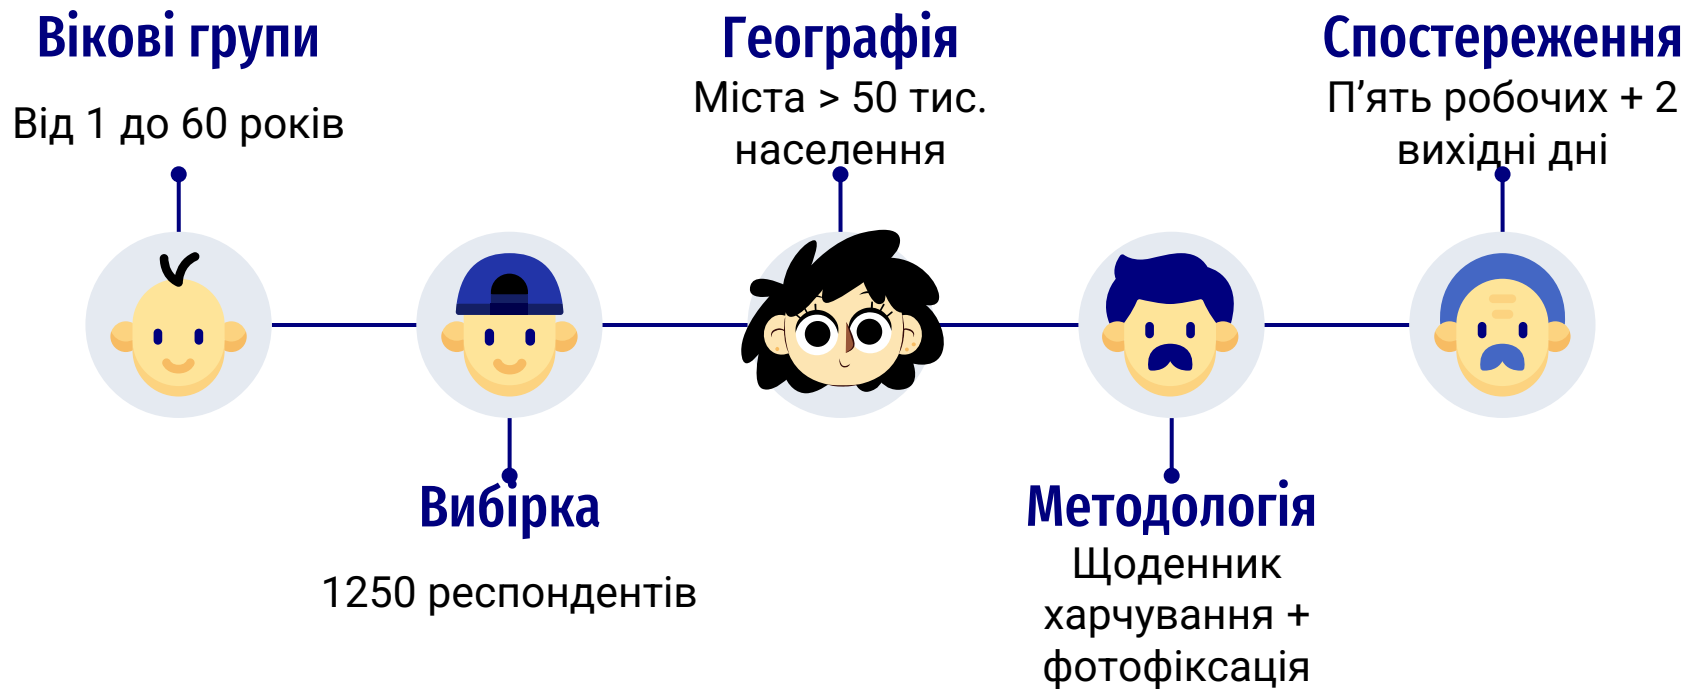 Вікові групи
Від 1 до 60 років
Географія
Міста > 50 тис.
населення
Спостереження
П’ять робочих + 2
вихідні дні
Вибірка
1250 респондентів
Методологія
Щоденник
харчування +
фотофіксація